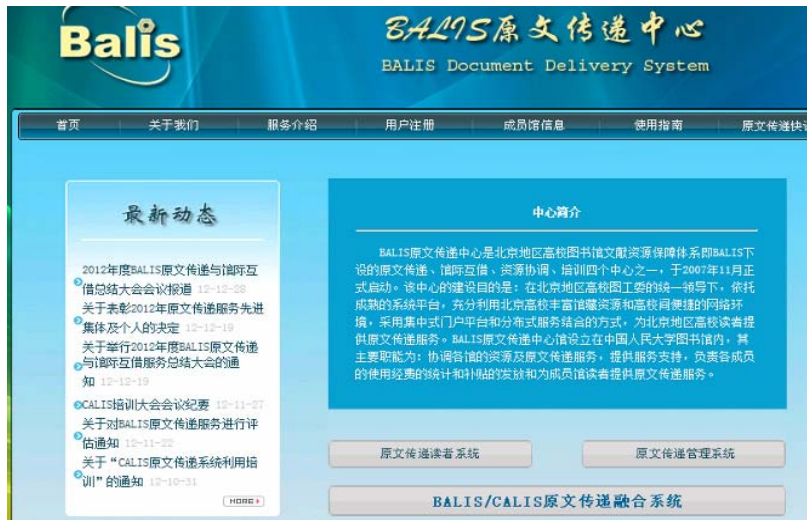 Balis
BALIS原文传递中心
BALIS Document Delivery System
首页 关于我们 服务介绍 用户注册 成员馆信息 使用指南 原文传递快
最新动态
2012年度BALIS原文传递与馆际互
借总结大会会议报道 12-12-28
关于表彰2012年原文传递服务先进
集体及个人的决定 12-12-19
关于举行2012年度BALIS原文传递
与馆际互借服务总结大会的通
知 12-12-19
CALIS培训大会会议纪要 12-11-27
关于对BALIS原文传递服务进行评
估通知 12-11-22
关于“CALIS原文传递系统利用培
训”的通知 12-10-31
MORE
中心简介
BALIS原文传递中心是北京地区高校图书馆文献资源保障体系即BALIS下
设的原文传递、馆际互借、资源协调、培训四个中心之一，于2007年11月正
式启动。该中心的建设目的是：在北京地区高校图工委的统一领导下，依托
成熟的系统平台，充分利用北京高校丰富馆藏资源和高校间便捷的网络环
境，采用集中式门户平台和分布式服务结合的方式，为北京地区高校读者提
供原文传递服务。BALIS原文传递中心馆设立在中国人民大学图书馆内，其
主要职能为：协调各馆的资源及原文传递服务，提供服务支持，负责各成员
的使用经费的统计和补贴的发放和为成员馆读者提供原文传递服务。
原文传递读者系统 原文传递管理系统
BALIS/CALIS原文传递融合系统